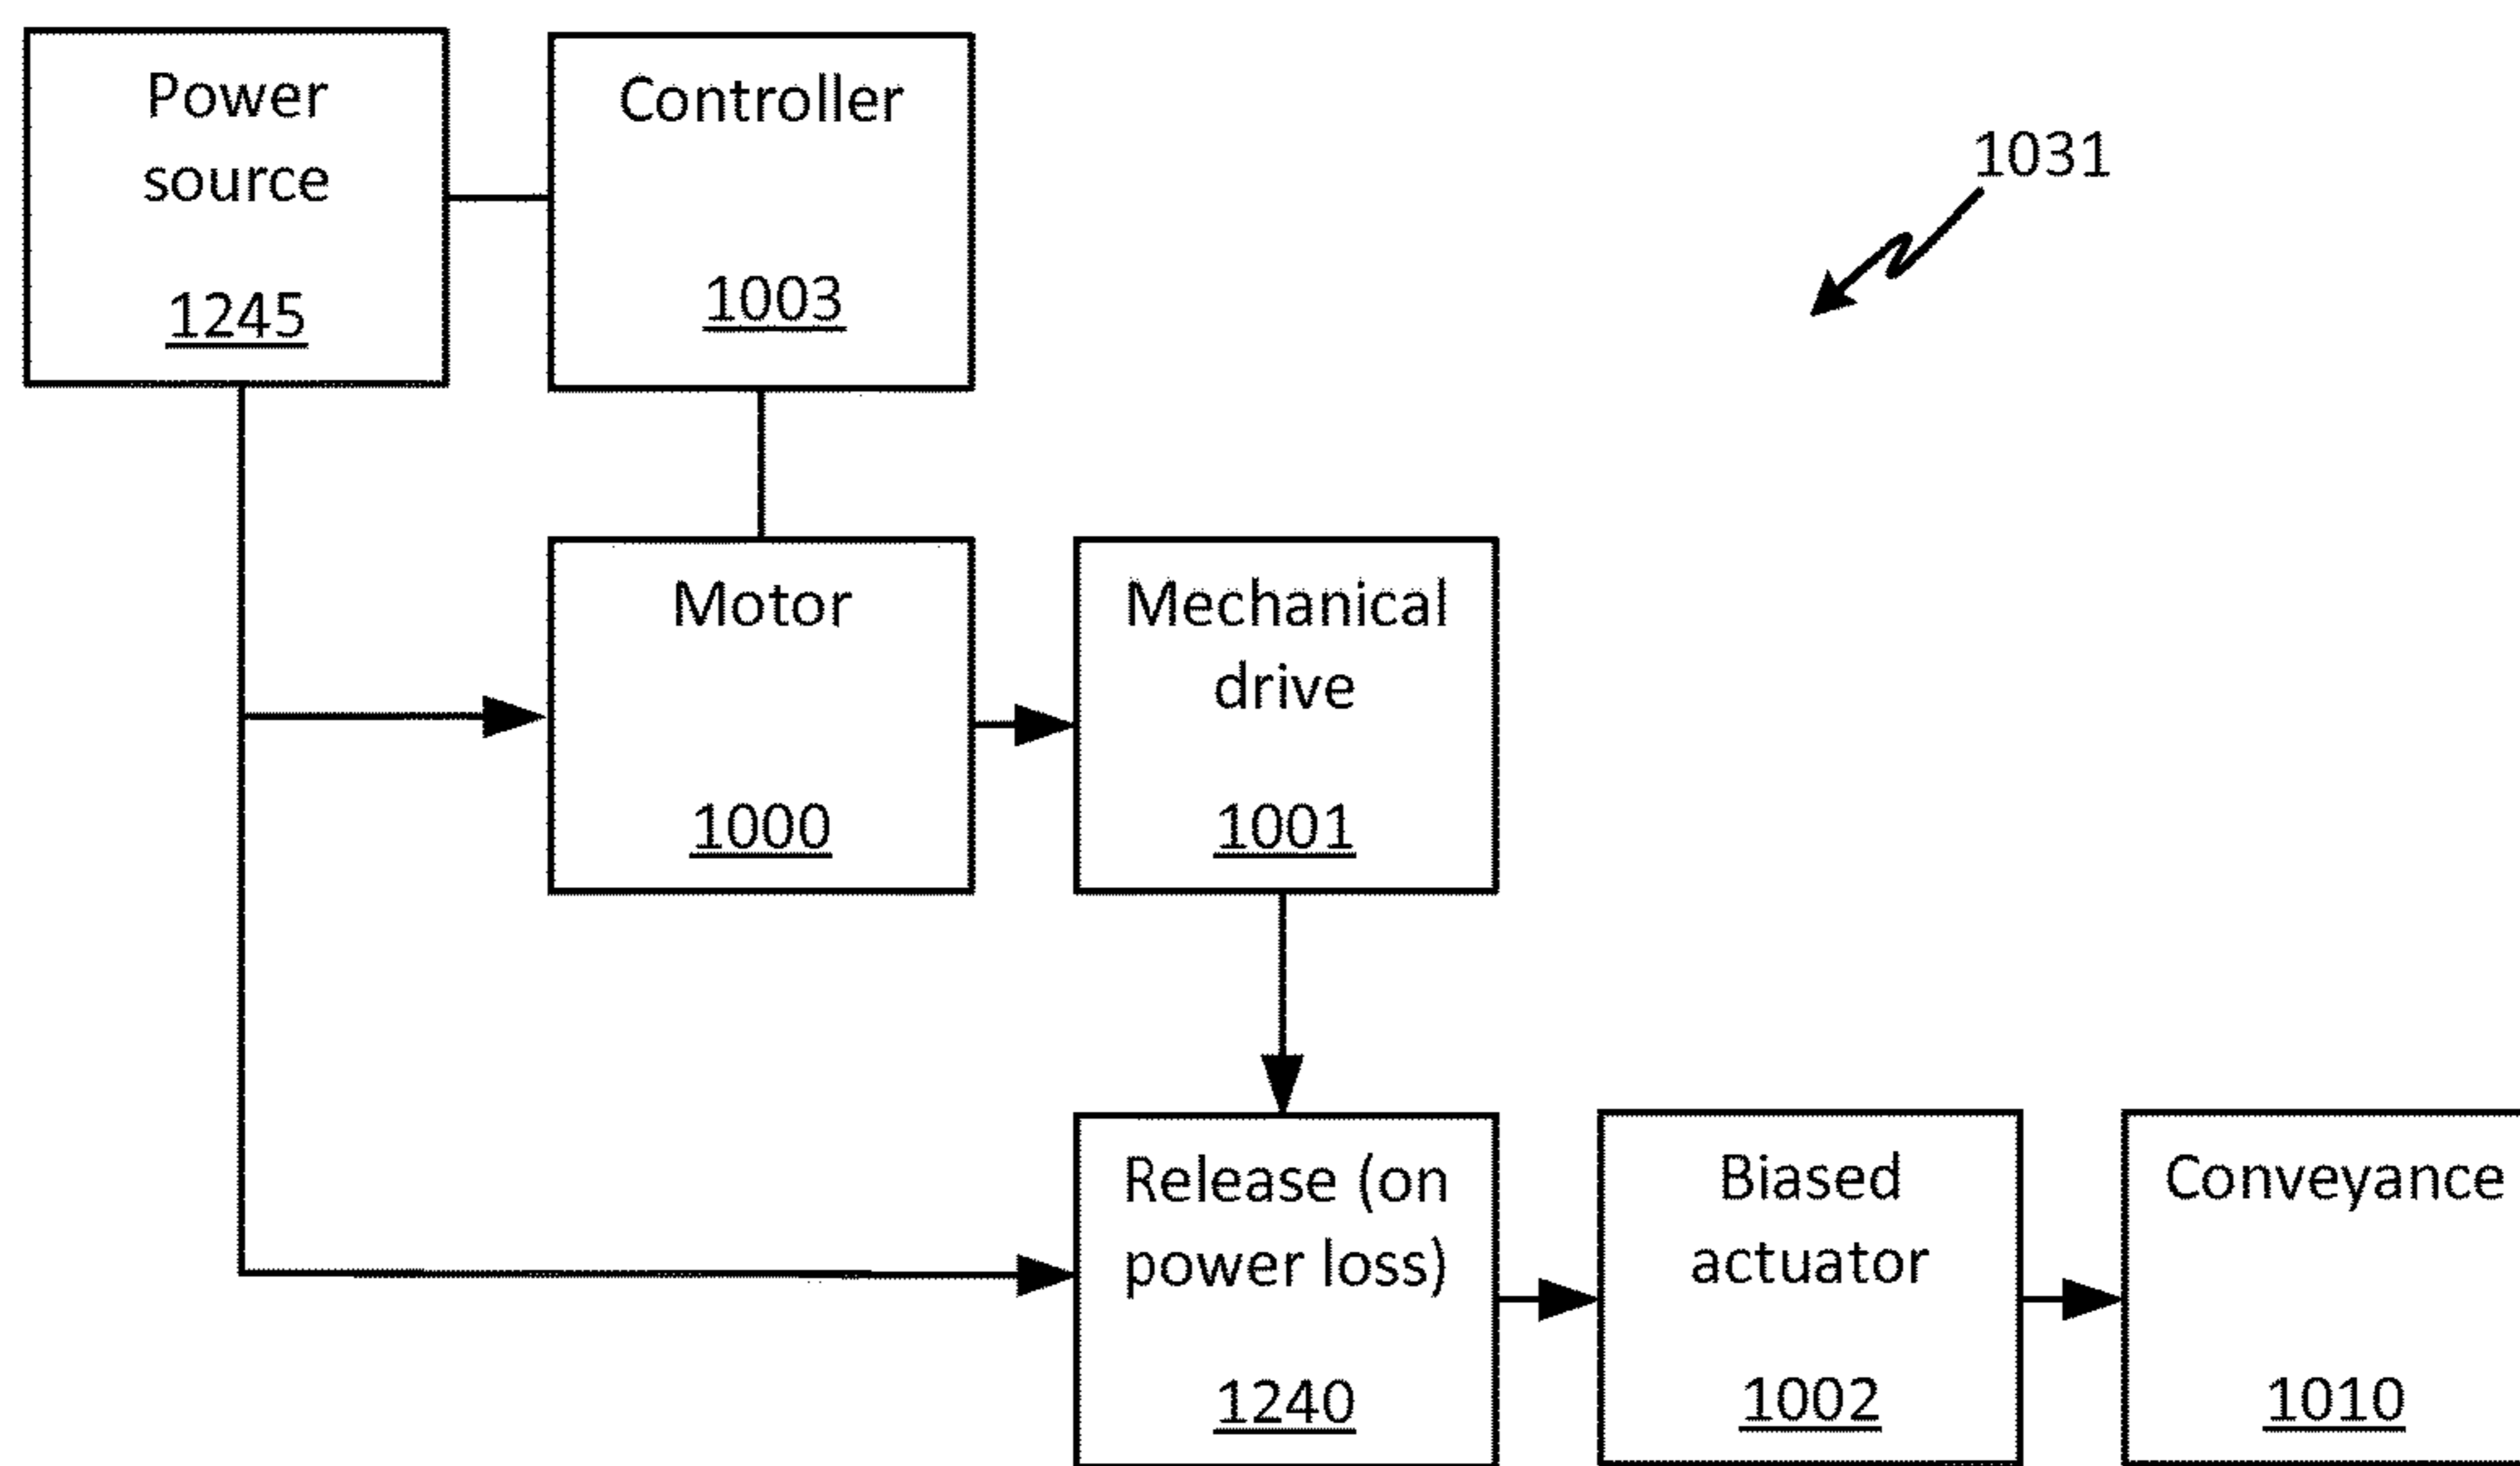 Power
source
1245
Controller
1003
1031
Motor
1000
Mechanical
drive
1001
Release (on
power loss)
1240
Biased
actuator
1002
Conveyance
1010